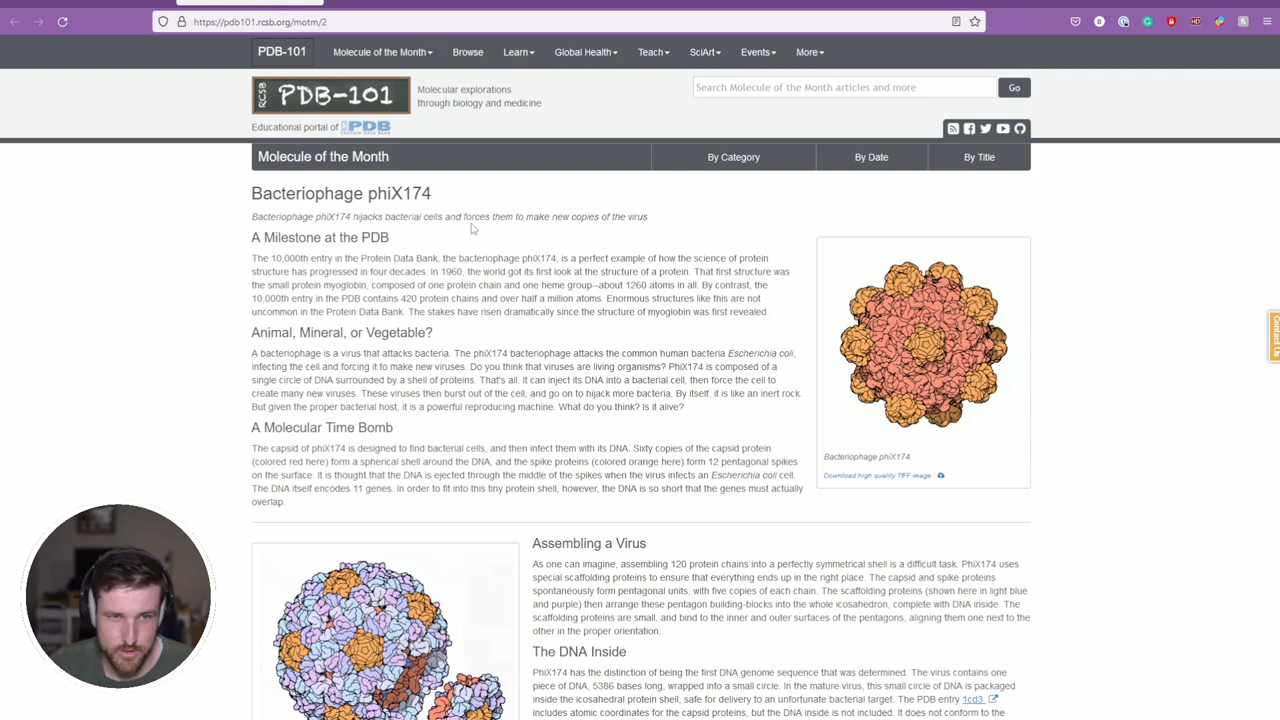 https://pdb101.rcsb.org/motm/2
PDB-101
Molecule of the Month
Browse
Learn
Global Health
Teach
SciArt
Events
More
RCSB PDB-101
Molecular explorations
through biology and medicine
Search Molecule of the Month articles and more
Go
Educational portal of PDB
Molecule of the Month
By Category
By Date
By Title
Bacteriophage phiX174
Bacteriophage phiX174 hijacks bacterial cells and forces them to make new copies of the virus
A Milestone at the PDB
The 10,000th entry in the Protein Data Bank, the bacteriophage phiX174, is a perfect example of how the science of protein
structure has progressed in four decades. In 1960, the world got its first look at the structure of a protein. That first structure was
the small protein myoglobin, composed of one protein chain and one heme group--about 1260 atoms in all. By contrast, the
10,000th entry in the PDB contains 420 protein chains and over half a million atoms. Enormous structures like this are not
uncommon in the Protein Data Bank. The stakes have risen dramatically since the structure of myoglobin was first revealed.
Animal, Mineral, or Vegetable?
A bacteriophage is a virus that attacks bacteria. The phiX174 bacteriophage attacks the common human bacteria Escherichia coli,
infecting the cell and forcing it to make new viruses. Do you think that viruses are living organisms? PhiX174 is composed of a
single circle of DNA surrounded by a shell of proteins. That's all. It can inject its DNA into a bacterial cell, then force the cell to
create many new viruses. These viruses then burst out of the cell, and go on to hijack more bacteria. By itself, it is like an inert rock.
But given the proper bacterial host, it is a powerful reproducing machine. What do you think? Is it alive?
A Molecular Time Bomb
The capsid of phiX174 is designed to find bacterial cells, and then infect them with its DNA. Sixty copies of the capsid protein
(colored red here) form a spherical shell around the DNA, and the spike proteins (colored orange here) form 12 pentagonal spikes
on the surface. It is thought that the DNA is ejected through the middle of the spikes when the virus infects an Escherichia coli cell.
The DNA itself encodes 11 genes. In order to fit into this tiny protein shell, however, the DNA is so short that the genes must actually
overlap.
Bacteriophage phiX174.
Download high quality TIFF image
Contact Us
Assembling a Virus
As one can imagine, assembling 120 protein chains into a perfectly symmetrical shell is a difficult task. PhiX174 uses
special scaffolding proteins to ensure that everything ends up in the right place. The capsid and spike proteins
spontaneously form pentagonal units, with five copies of each chain. The scaffolding proteins (shown here in light blue
and purple) then arrange these pentagon building-blocks into the whole icosahedron, complete with DNA inside. The
scaffolding proteins are small, and bind to the inner and outer surfaces of the pentagons, aligning them one next to the
other in the proper orientation.
The DNA Inside
PhiX174 has the distinction of being the first DNA genome sequence that was determined. The virus contains one
piece of DNA, 5386 bases long, wrapped into a small circle. In the mature virus, this small circle of DNA is packaged
inside the icosahedral protein shell, safe for delivery to an unfortunate bacterial target. The PDB entry 1cd3
includes atomic coordinates for the capsid proteins, but the DNA inside is not included. It does not conform to the